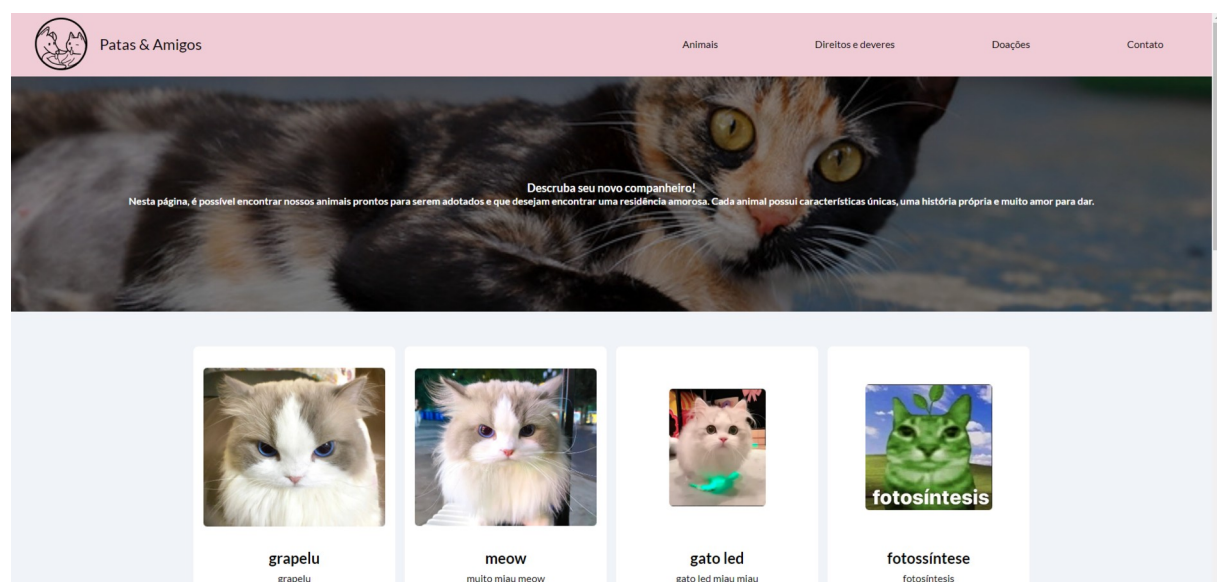 Patas & Amigos
Animais
Direitos e deveres
Doações
Contato
Descruba seu novo companheiro!
Nesta página, é possível encontrar nossos animais prontos para serem adotados e que desejam encontrar uma residência amorosa. Cada animal possui características únicas, uma história própria e muito amor para dar.
fotosíntesis
grapelu
meow
gato led
fotossíntese
grapelu
muito miau meow
gato led miau miau
fotosíntesis